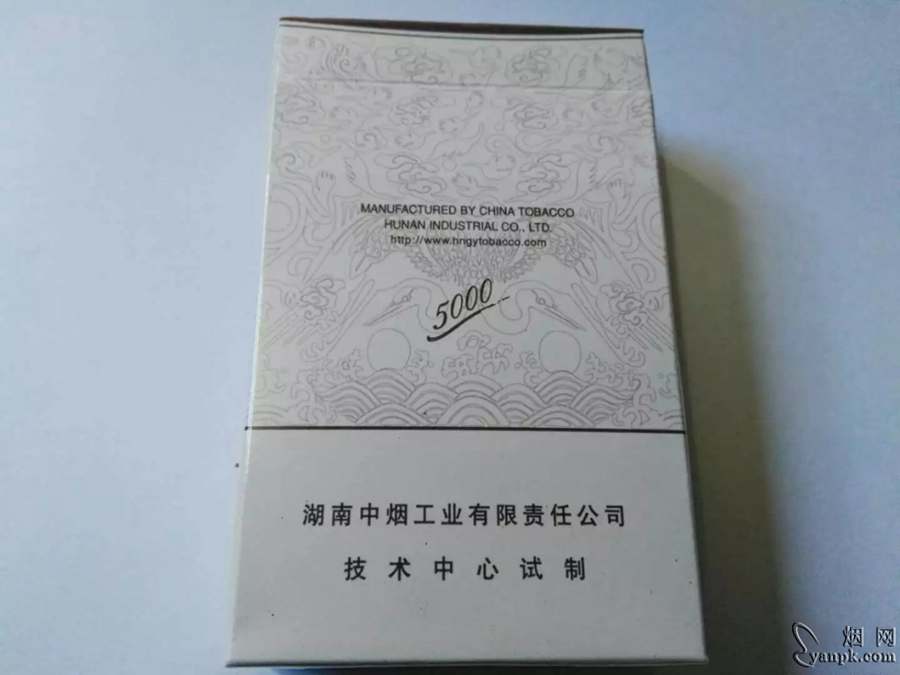 MANUFACTURED BY CHINA TOBACCO
HUNAN INDUSTRIAL CO., LTD.
http://www.hngytobacco.com
5000
湖南中烟工业有限责任公司
技术中心试制
烟网
yanpk.com